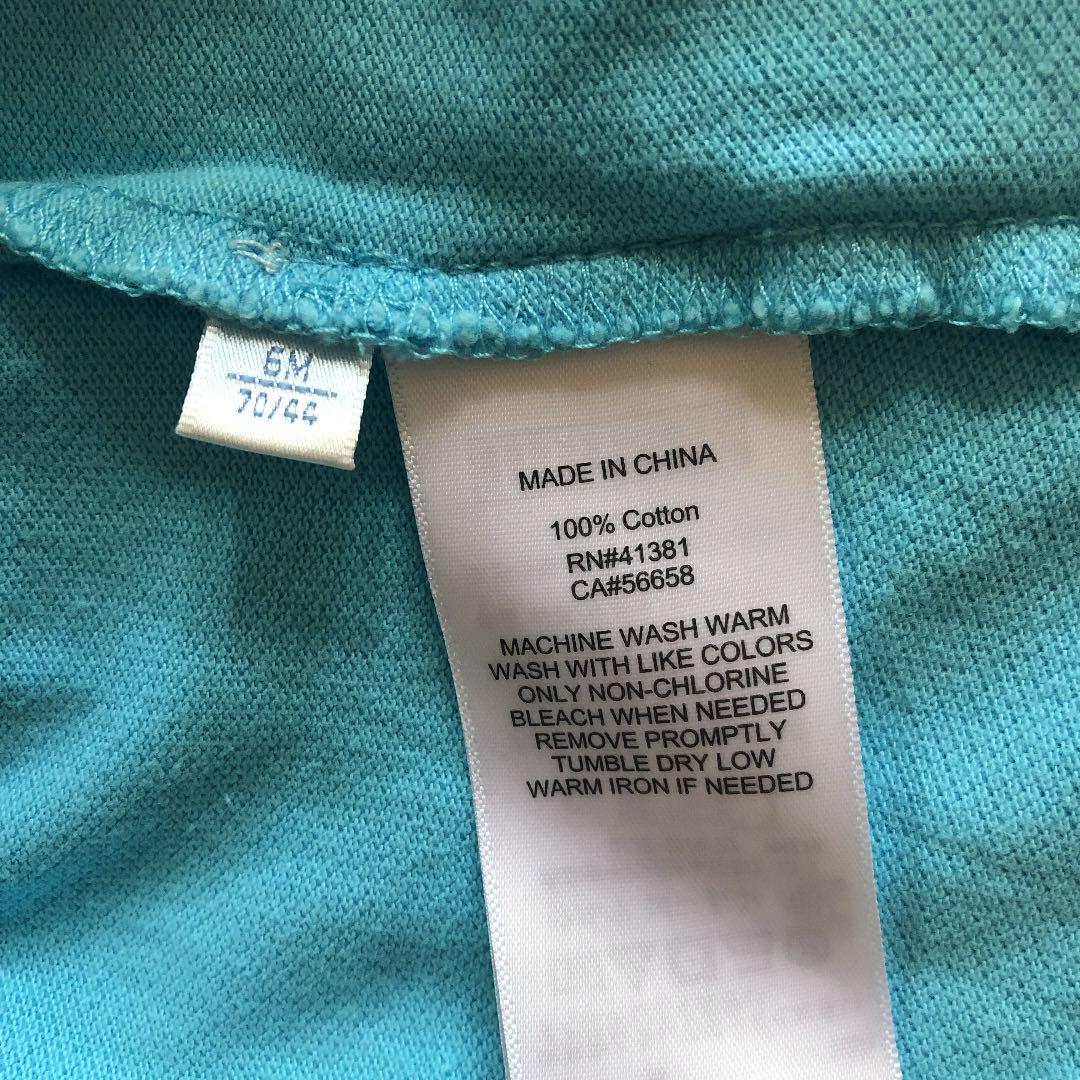 6M
70/44
MADE IN CHINA
100% Cotton
RN#41381
CA#56658
MACHINE WASH WARM
WASH WITH LIKE COLORS
ONLY NON-CHLORINE
BLEACH WHEN NEEDED
REMOVE PROMPTLY
TUMBLE DRY LOW
WARM IRON IF NEEDED